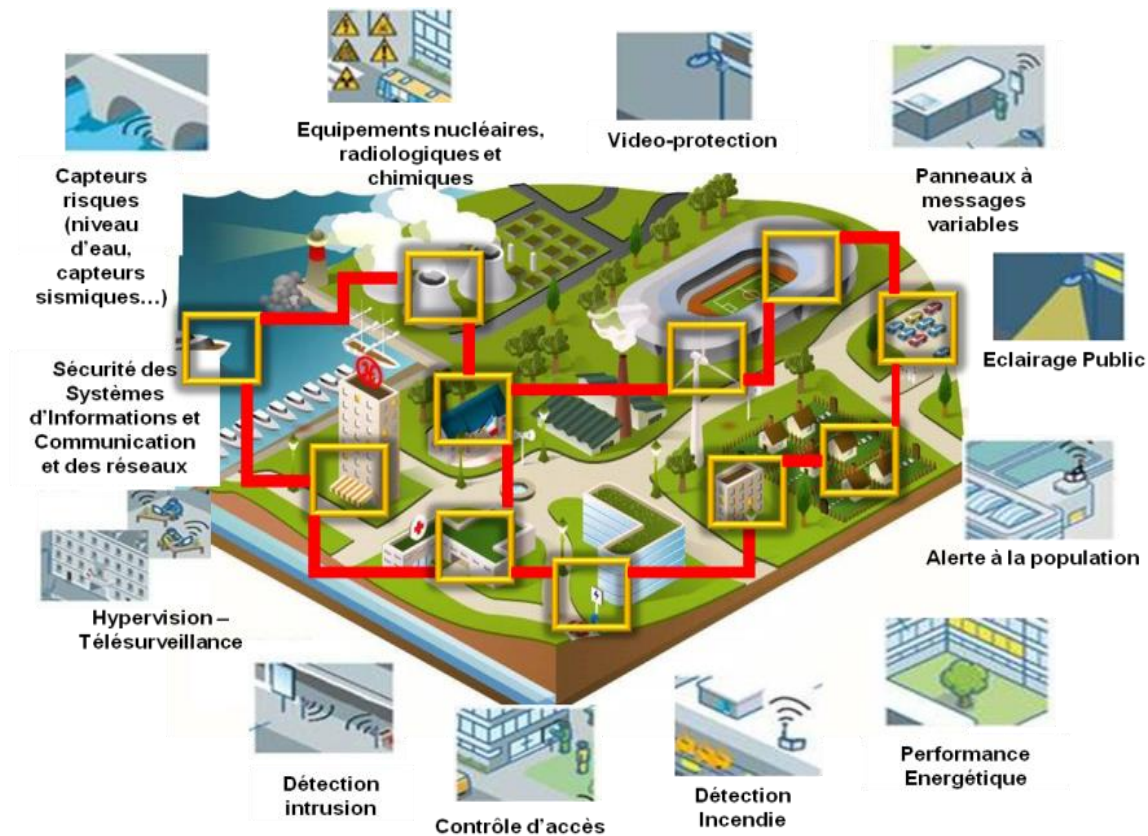 Equipements nucléaires,
radiologiques et
chimiques
Video-protection
Capteurs
risques
(niveau
d'eau,
capteurs
sismiques…)
Panneaux à
messages
variables
Eclairage Public
Sécurité des
Systèmes
d'Informations et
Communication
et des réseaux
Alerte à la population
Hypervision –
Télésurveillance
Performance
Energétique
Détection
intrusion
Contrôle d'accès
Détection
Incendie